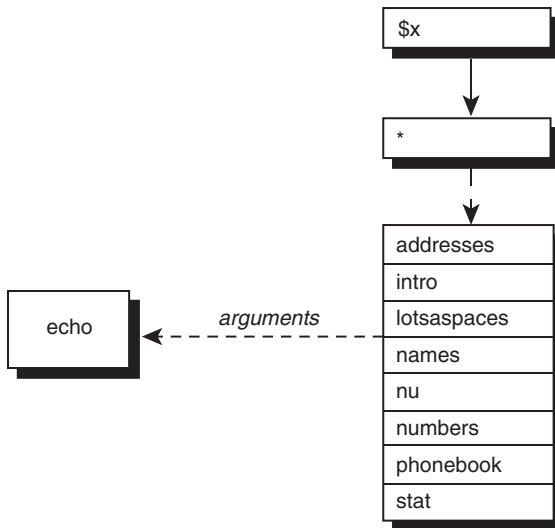 $x
*
addresses
intro
lotsaspaces
names
nu
numbers
phonebook
stat
arguments
echo